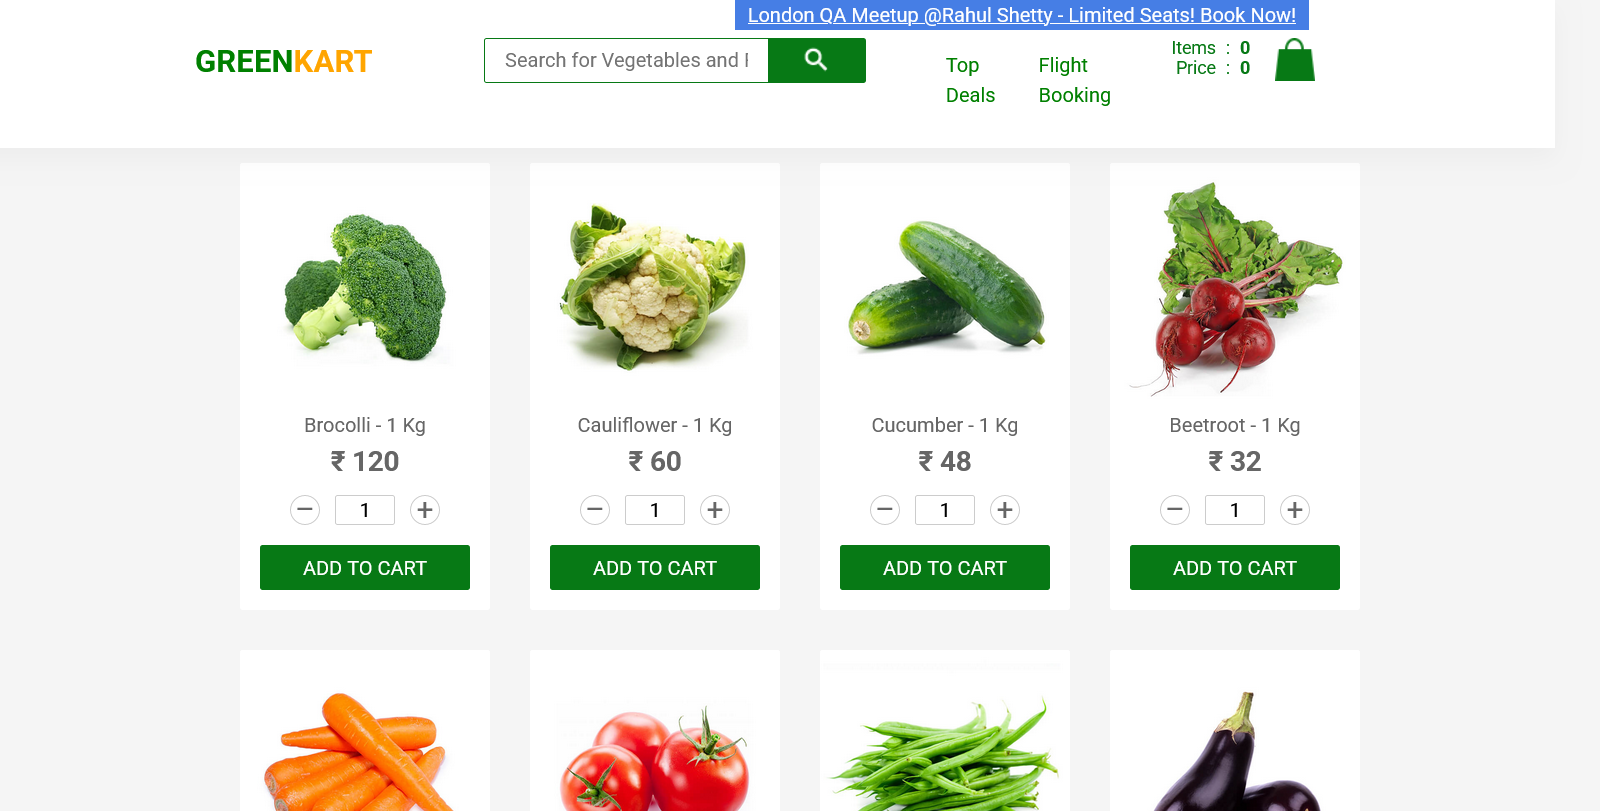 London QA Meetup @Rahul Shetty - Limited Seats! Book Now!
GREENKART
Search for Vegetables and F
Top
Deals
Flight
Booking
Items : 0
Price : 0
Brocolli - 1 Kg
₹ 120
1
ADD TO CART
Cauliflower - 1 Kg
₹ 60
1
ADD TO CART
Cucumber - 1 Kg
₹ 48
1
ADD TO CART
Beetroot - 1 Kg
₹ 32
1
ADD TO CART